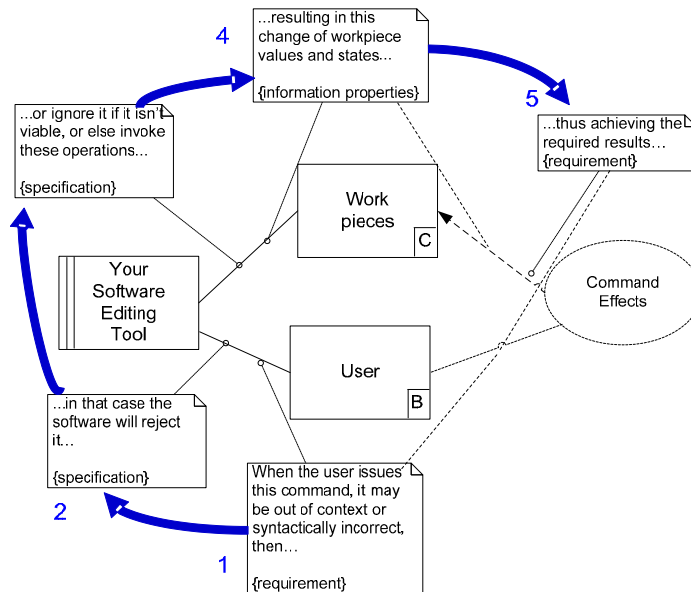 4
...resulting in this
change of workpiece
values and states...
{information properties}
5
...or ignore it if it isn't
viable, or else invoke
these operations...
{specification}
...thus achieving the
required results...
{requirement}
Work
pieces
C
Your
Software
Editing
Tool
Command
Effects
User
B
...in that case the
software will reject
it...
{specification}
2
When the user issues
this command, it may
be out of context or
syntactically incorrect,
then...
{requirement}
1